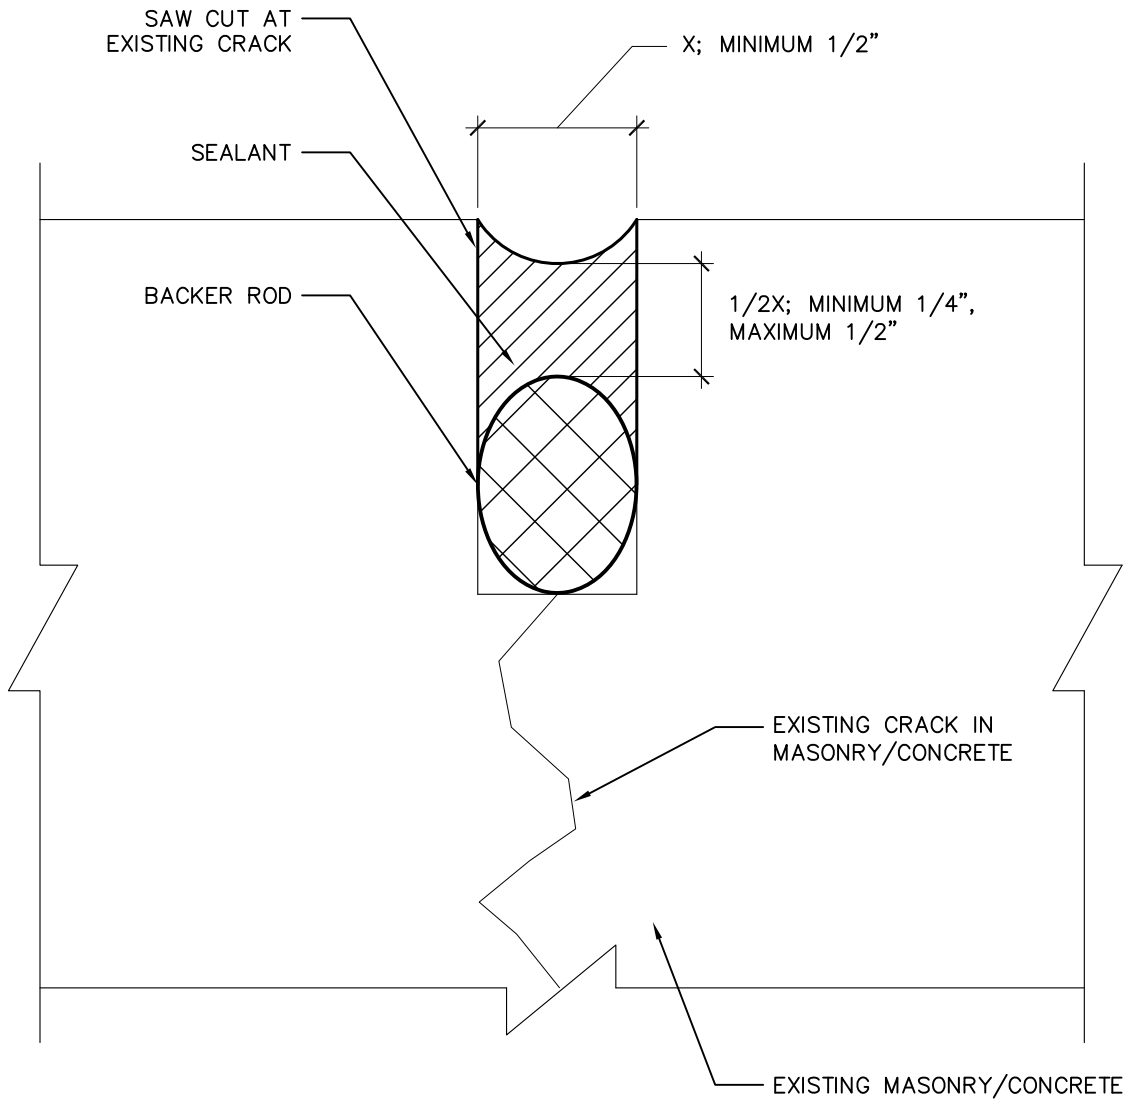 SAW CUT AT
EXISTING CRACK
X; MINIMUM 1/2”
SEALANT
BACKER ROD
1/2X; MINIMUM 1/4”,
MAXIMUM 1/2”
EXISTING CRACK IN
MASONRY/CONCRETE
EXISTING MASONRY/CONCRETE